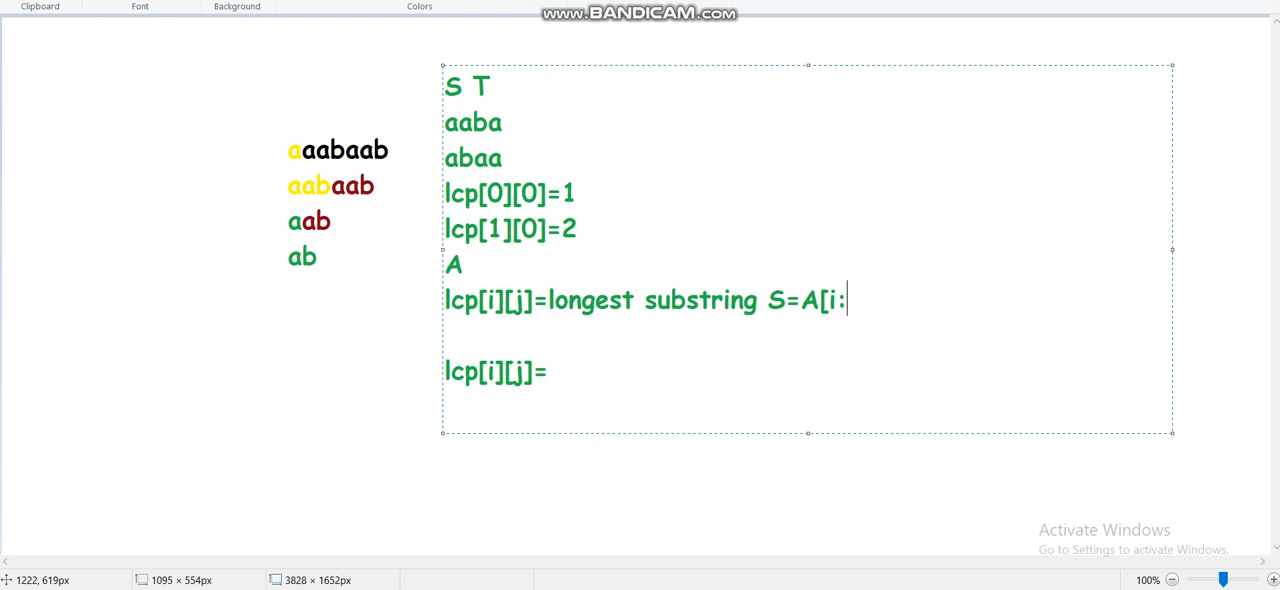 Clipboard Font Background Colors
www.BANDICAM.com
aaabaab
aabaab
aab
ab
S T
aaba
abaa
lcp[0][0]=1
lcp[1][0]=2
A
lcp[i][j]=longest substring S=A[i:
lcp[i][j]=
Activate Windows
Go to Settings to activate Windows.
1222, 619px 1095 × 554px 3828 × 1652px 100%